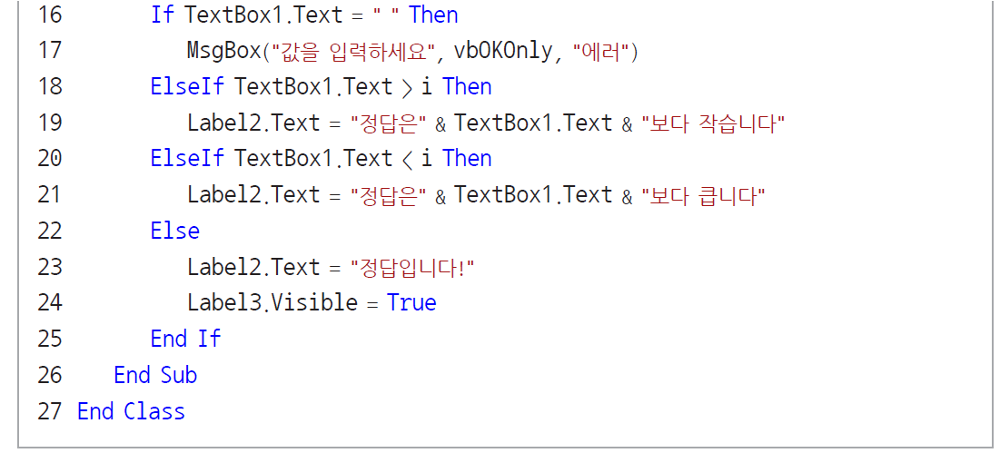 16 If TextBox1.Text = " " Then
17 MsgBox("값을 입력하세요", vbOKOnly, "에러")
18 ElseIf TextBox1.Text > i Then
19 Label2.Text = "정답은" & TextBox1.Text & "보다 작습니다"
20 ElseIf TextBox1.Text < i Then
21 Label2.Text = "정답은" & TextBox1.Text & "보다 큽니다"
22 Else
23 Label2.Text = "정답입니다!"
24 Label3.Visible = True
25 End If
26 End Sub
27 End Class